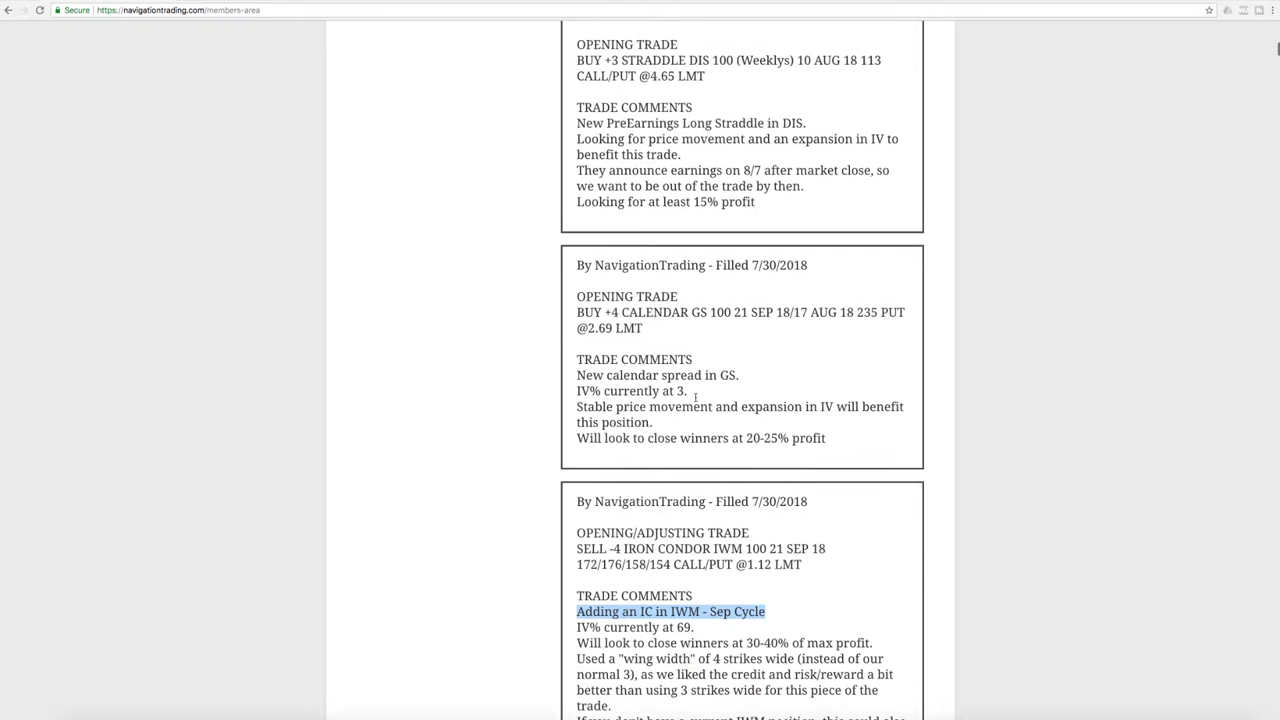 Secure | https://navigationtrading.com/members-area
OPENING TRADE
BUY +3 STRADDLE DIS 100 (Weeklys) 10 AUG 18 113
CALL/PUT @4.65 LMT
TRADE COMMENTS
New PreEarnings Long Straddle in DIS.
Looking for price movement and an expansion in IV to
benefit this trade.
They announce earnings on 8/7 after market close, so
we want to be out of the trade by then.
Looking for at least 15% profit
By NavigationTrading - Filled 7/30/2018
OPENING TRADE
BUY +4 CALENDAR GS 100 21 SEP 18/17 AUG 18 235 PUT
@2.69 LMT
TRADE COMMENTS
New calendar spread in GS.
IV% currently at 3.
Stable price movement and expansion in IV will benefit
this position.
Will look to close winners at 20-25% profit
By NavigationTrading - Filled 7/30/2018
OPENING/ADJUSTING TRADE
SELL -4 IRON CONDOR IWM 100 21 SEP 18
172/176/158/154 CALL/PUT @1.12 LMT
TRADE COMMENTS
Adding an IC in IWM - Sep Cycle
IV% currently at 69.
Will look to close winners at 30-40% of max profit.
Used a "wing width" of 4 strikes wide (instead of our
normal 3), as we liked the credit and risk/reward a bit
better than using 3 strikes wide for this piece of the
trade.